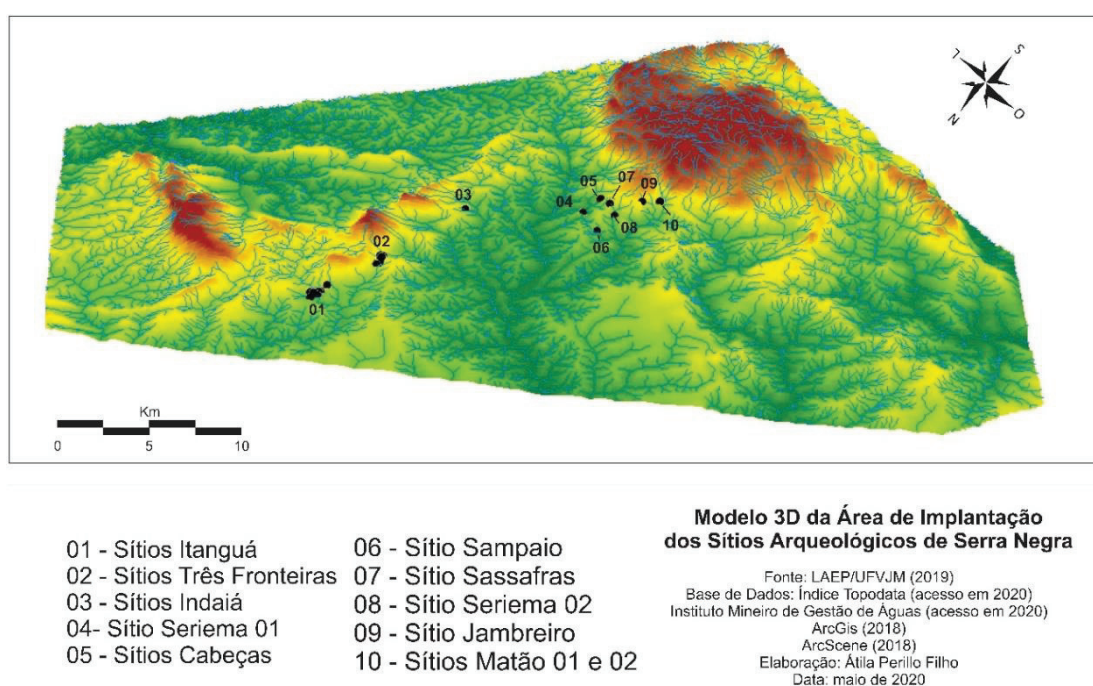 S
L
O
N
03
05
07
09
04
10
08
06
02
01
Km
0 5 10
01 - Sítios Itanguá
02 - Sítios Três Fronteiras
03 - Sítios Indaiá
04- Sítio Seriema 01
05 - Sítios Cabeças
06 - Sítio Sampaio
07 - Sítio Sassafras
08 - Sítio Seriema 02
09 - Sítio Jambreiro
10 - Sítios Matão 01 e 02
Modelo 3D da Área de Implantação
dos Sítios Arqueológicos de Serra Negra
Fonte: LAEP/UFVJM (2019)
Base de Dados: Índice Topodata (acesso em 2020)
Instituto Mineiro de Gestão de Águas (acesso em 2020)
ArcGis (2018)
ArcScene (2018)
Elaboração: Átila Perillo Filho
Data: maio de 2020